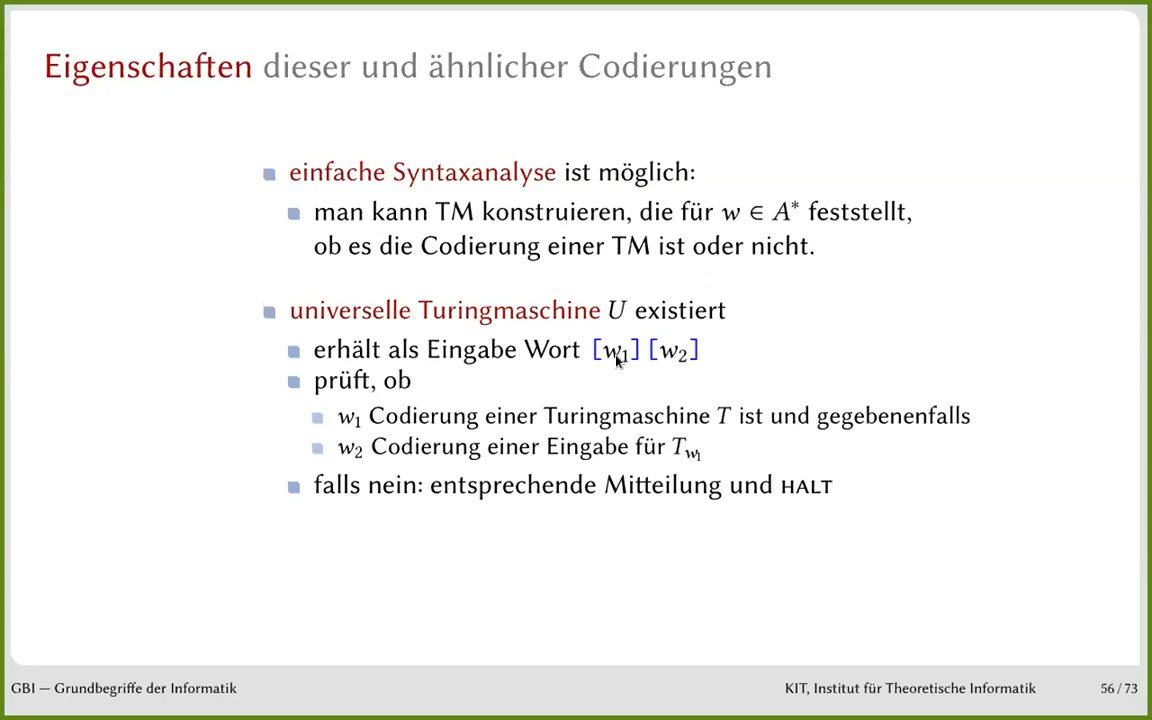 Eigenschaften dieser und ähnlicher Codierungen
einfache Syntaxanalyse ist möglich:
man kann TM konstruieren, die für w ∈ A* feststellt,
ob es die Codierung einer TM ist oder nicht.
universelle Turingmaschine U existiert
erhält als Eingabe Wort [w₁] [w₂]
prüft, ob
w₁ Codierung einer Turingmaschine T ist und gegebenenfalls
w₂ Codierung einer Eingabe für T_w₁
falls nein: entsprechende Mitteilung und HALT
GBI — Grundbegriffe der Informatik
KIT, Institut für Theoretische Informatik
56 / 73